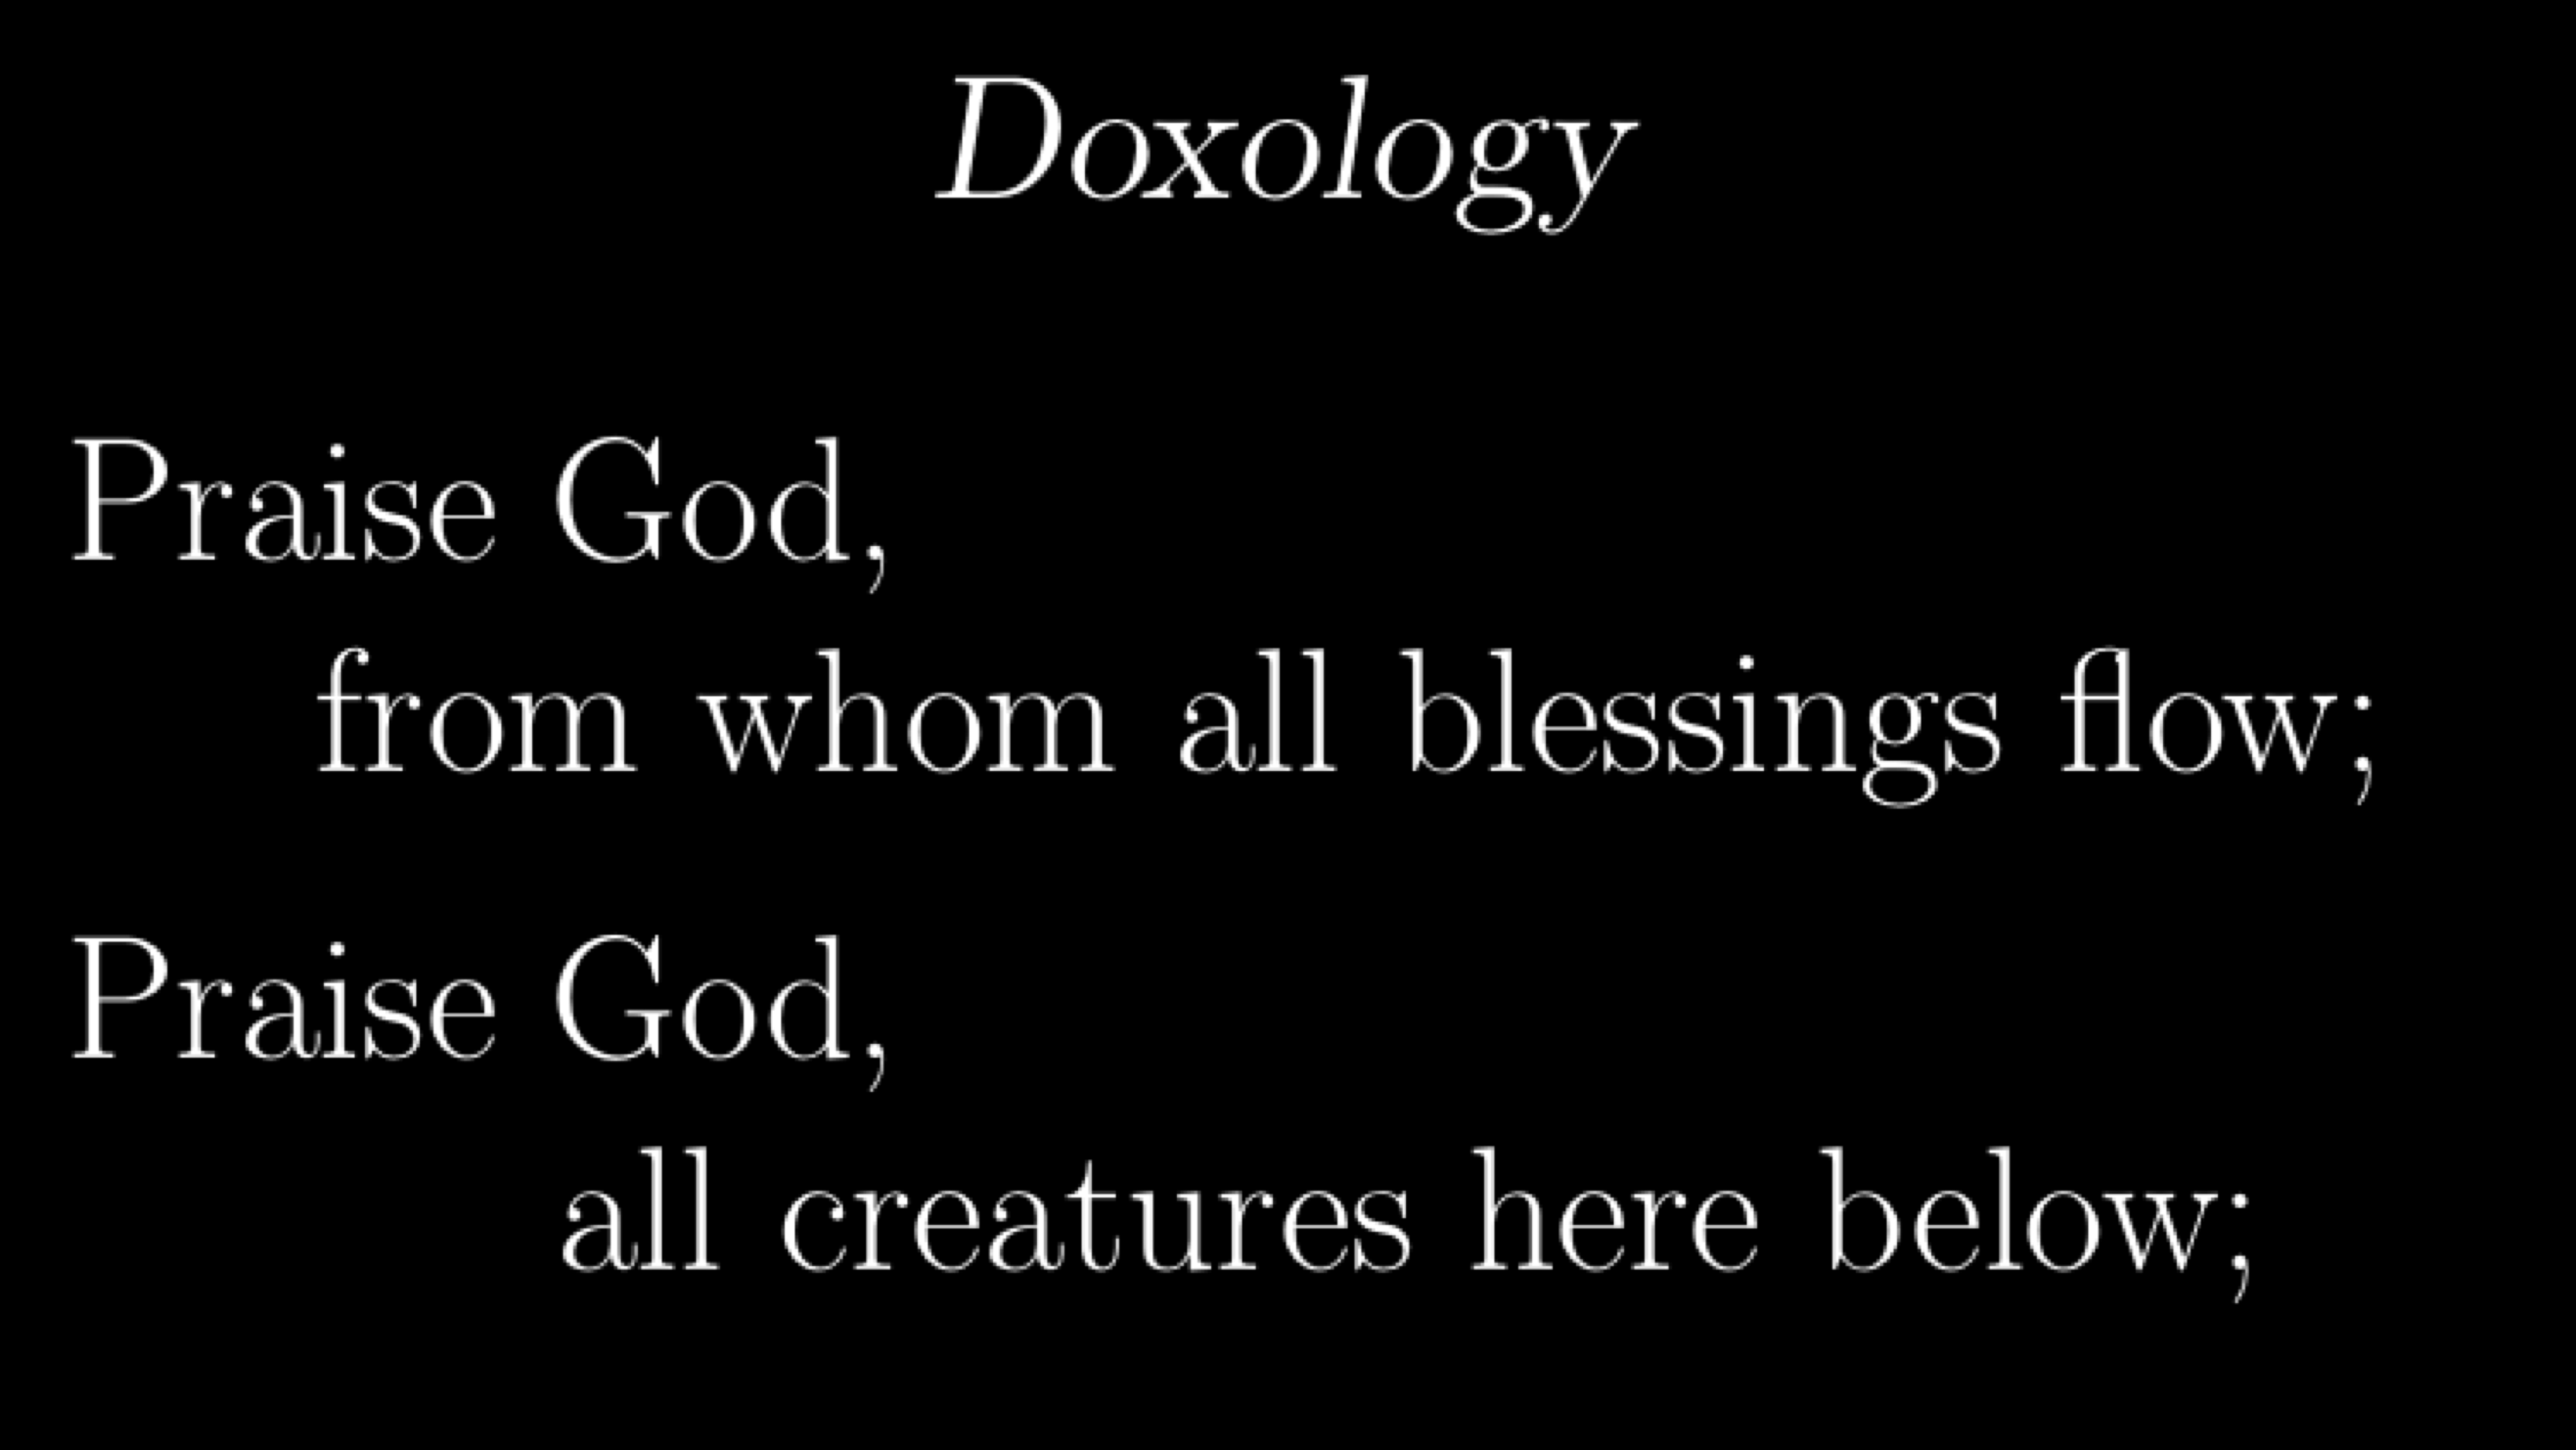 Doxology
Praise God,
from whom all blessings flow;
Praise God,
all creatures here below;